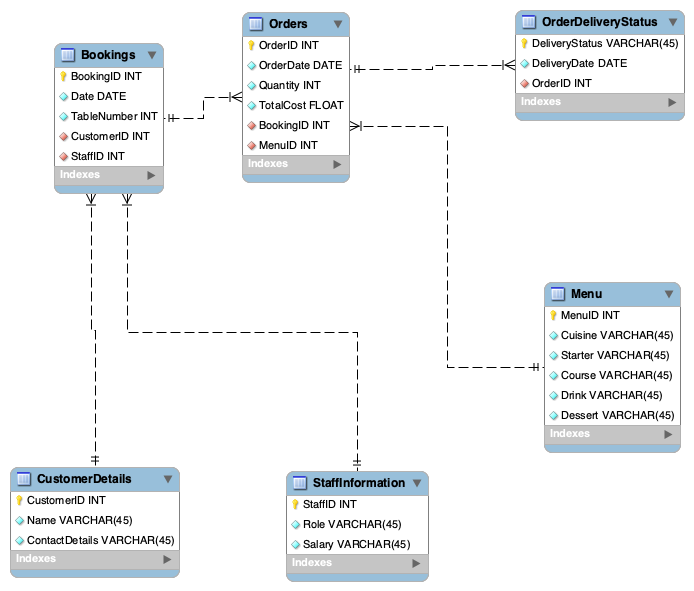 Bookings
BookingID INT
Date DATE
TableNumber INT
CustomerID INT
StaffID INT
Indexes
Orders
OrderID INT
OrderDate DATE
Quantity INT
TotalCost FLOAT
BookingID INT
MenuID INT
Indexes
OrderDeliveryStatus
DeliveryStatus VARCHAR(45)
DeliveryDate DATE
OrderID INT
Indexes
Menu
MenuID INT
Cuisine VARCHAR(45)
Starter VARCHAR(45)
Course VARCHAR(45)
Drink VARCHAR(45)
Dessert VARCHAR(45)
Indexes
CustomerDetails
CustomerID INT
Name VARCHAR(45)
ContactDetails VARCHAR(45)
Indexes
StaffInformation
StaffID INT
Role VARCHAR(45)
Salary VARCHAR(45)
Indexes